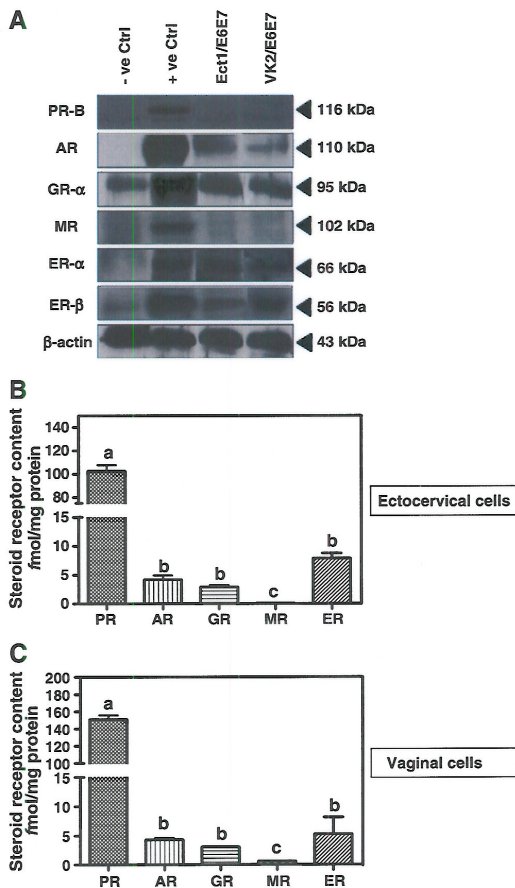 A
- ve Ctrl
+ ve Ctrl
Ect1/E6E7
VK2/E6E7
PR-B
116 kDa
AR
110 kDa
GR-α
95 kDa
MR
102 kDa
ER-α
66 kDa
ER-β
56 kDa
β-actin
43 kDa
B
Steroid receptor content
fmol/mg protein
140
120
100
80
15
10
5
0
a
b
b
c
b
PR AR GR MR ER
Ectocervical cells
C
Steroid receptor content
fmol/mg protein
200
180
160
140
120
100
15
10
5
0
a
b
b
c
b
PR AR GR MR ER
Vaginal cells